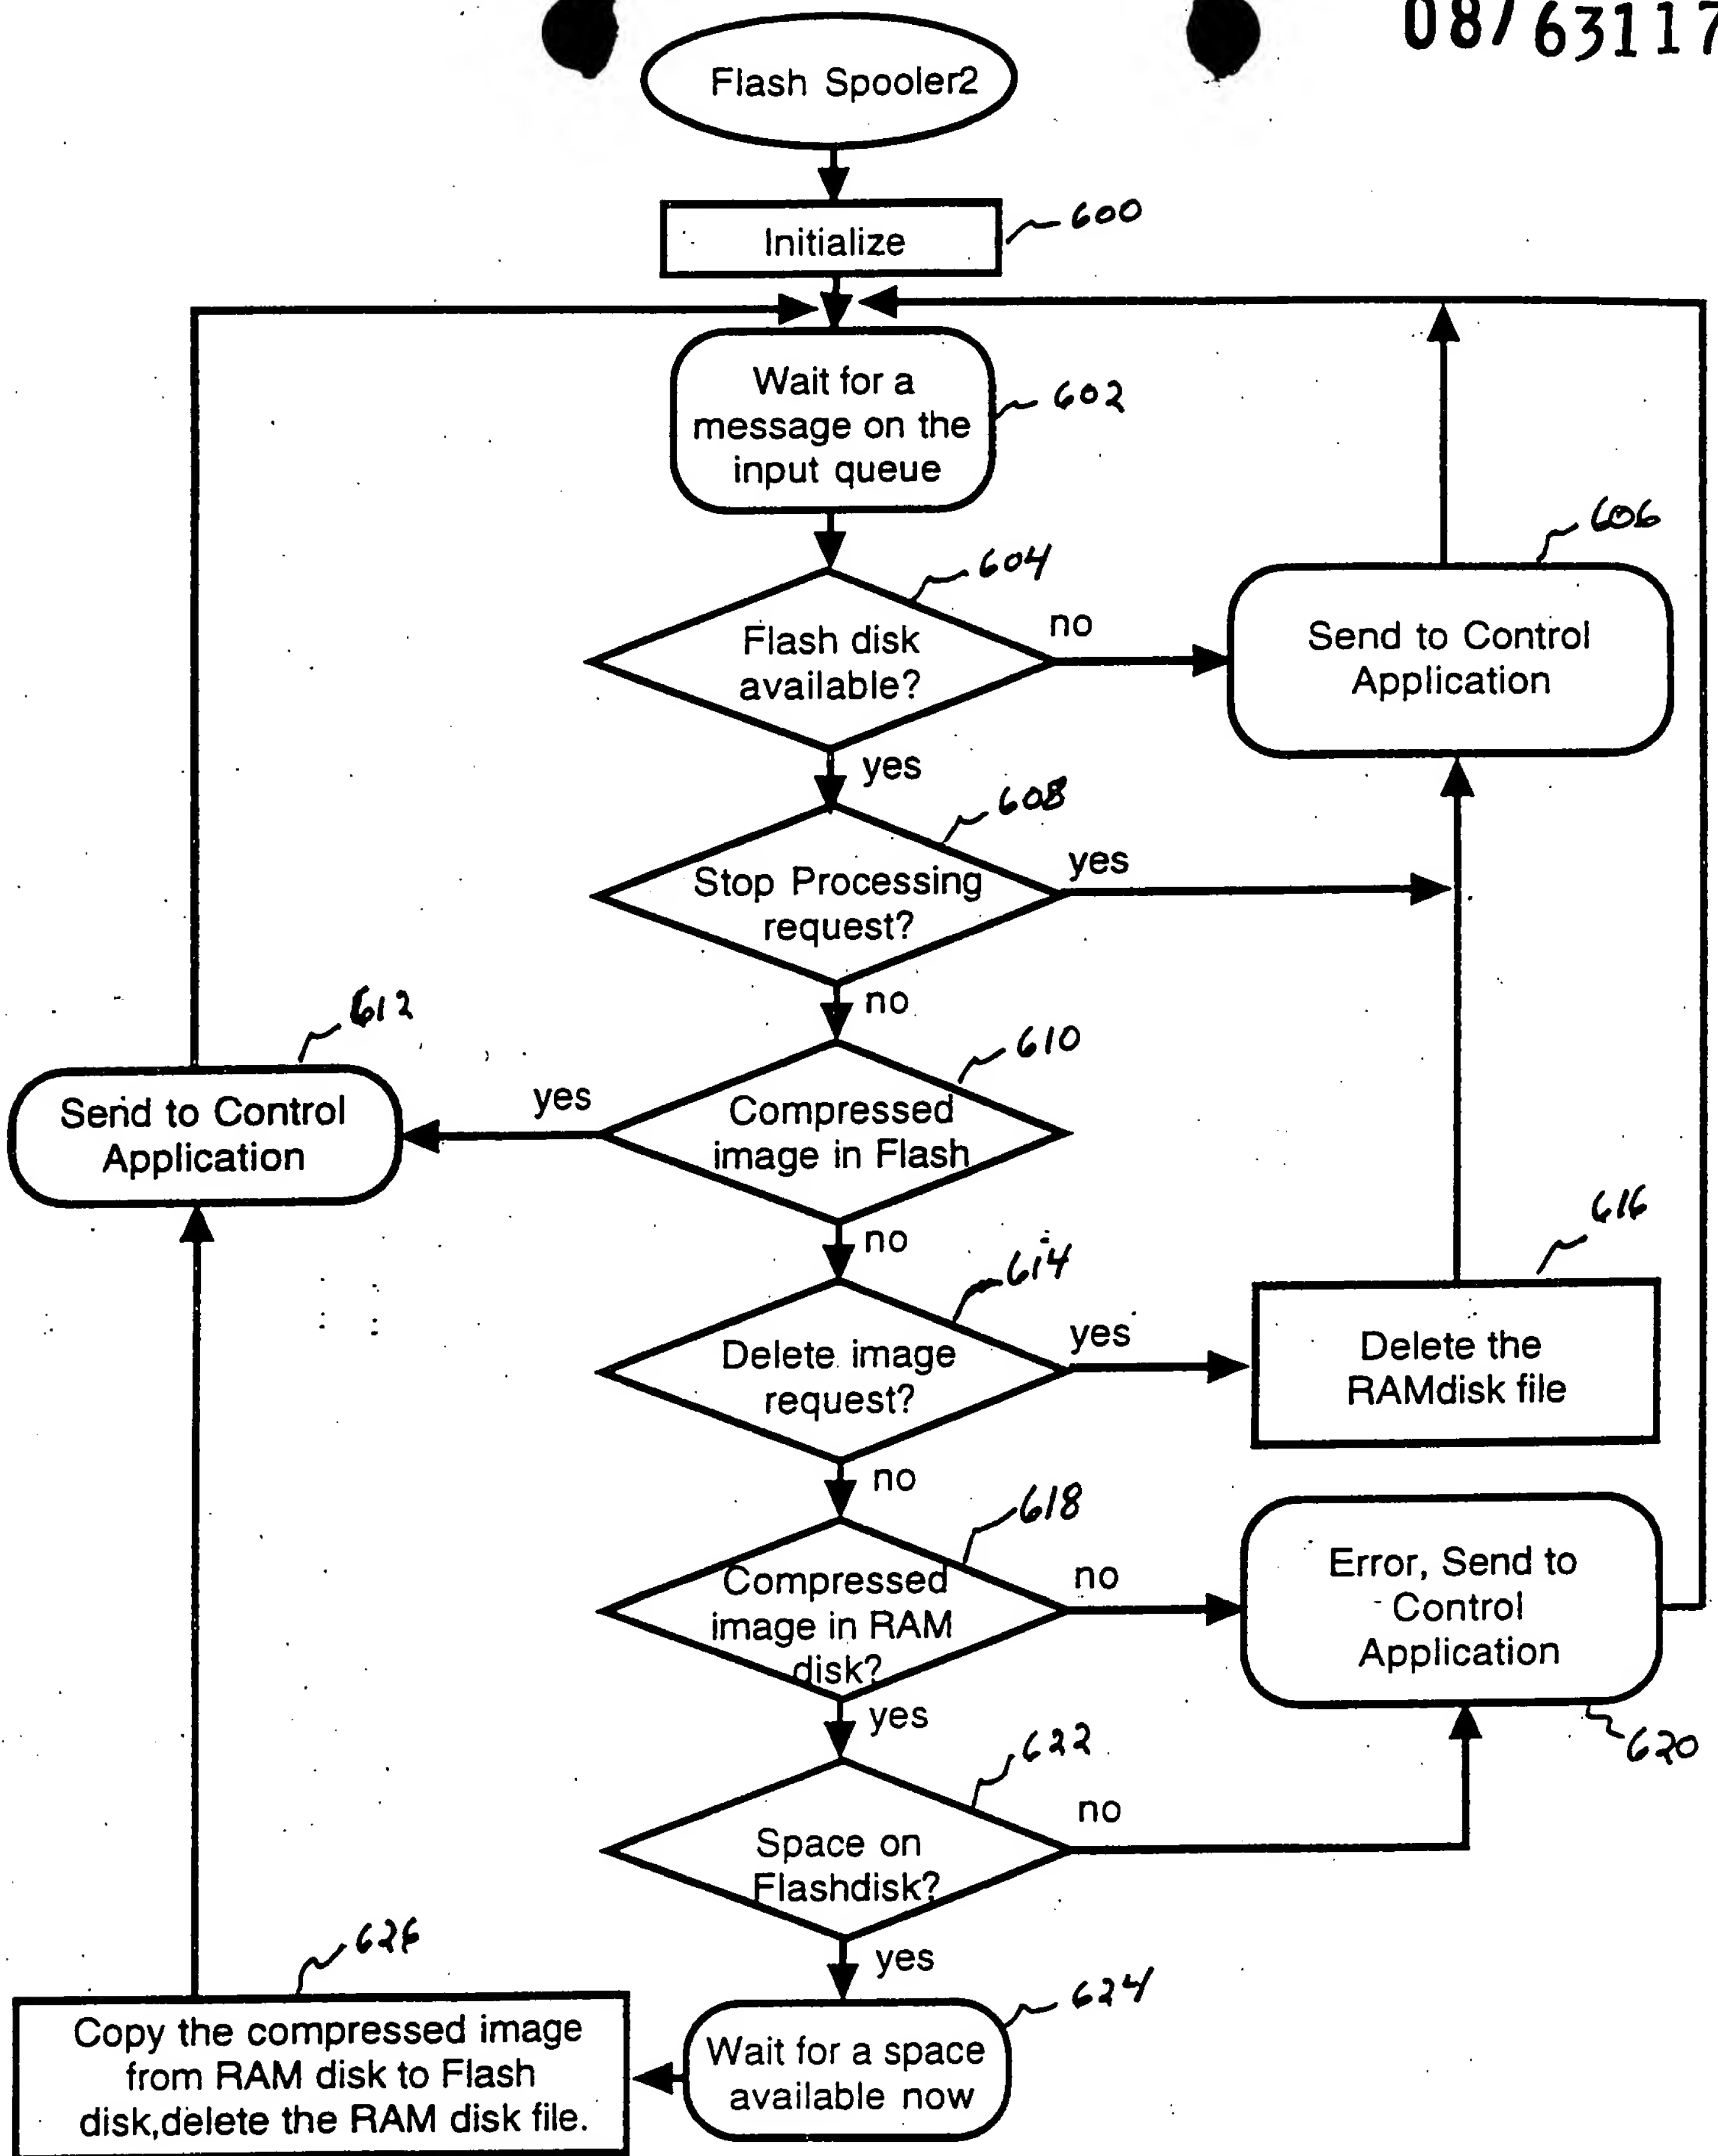 08/63117
Flash Spooler2
600
Initialize
Wait for a
message on the
input queue
602
604
606
Flash disk
available?
no
Send to Control
Application
yes
608
Stop Processing
request?
yes
no
612
610
Send to Control
Application
yes
Compressed
image in Flash
no
614
616
Delete image
request?
yes
Delete the
RAMdisk file
no
618
Compressed
image in RAM
disk?
no
Error, Send to
Control
Application
yes
620
622
Space on
Flashdisk?
no
yes
626
624
Copy the compressed image
from RAM disk to Flash
disk,delete the RAM disk file.
Wait for a space
available now